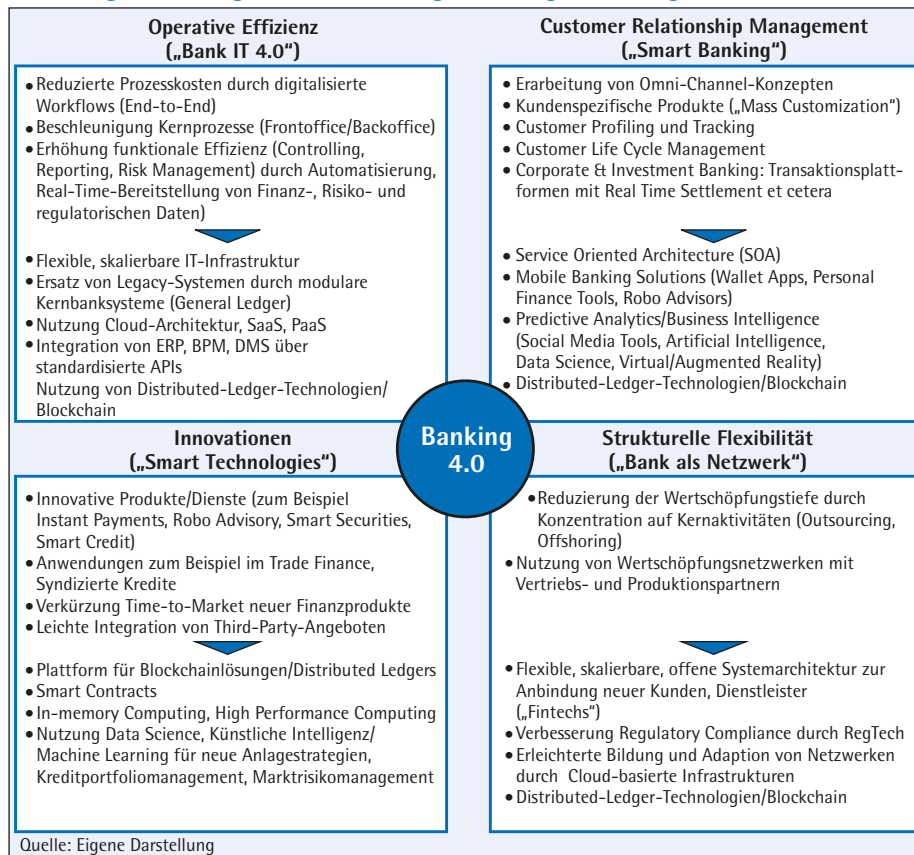 Operative Effizienz
(„Bank IT 4.0“)
• Reduzierte Prozesskosten durch digitalisierte
Workflows (End-to-End)
• Beschleunigung Kernprozesse (Frontoffice/Backoffice)
• Erhöhung funktionale Effizienz (Controlling,
Reporting, Risk Management) durch Automatisierung,
Real-Time-Bereitstellung von Finanz-, Risiko- und
regulatorischen Daten)
• Flexible, skalierbare IT-Infrastruktur
• Ersatz von Legacy-Systemen durch modulare
Kernbanksysteme (General Ledger)
• Nutzung Cloud-Architektur, SaaS, PaaS
• Integration von ERP, BPM, DMS über
standardisierte APIs
Nutzung von Distributed-Ledger-Technologien/
Blockchain
Customer Relationship Management
(„Smart Banking“)
• Erarbeitung von Omni-Channel-Konzepten
• Kundenspezifische Produkte („Mass Customization“)
• Customer Profiling und Tracking
• Customer Life Cycle Management
• Corporate & Investment Banking: Transaktionsplatt-
formen mit Real Time Settlement et cetera
• Service Oriented Architecture (SOA)
• Mobile Banking Solutions (Wallet Apps, Personal
Finance Tools, Robo Advisors)
• Predictive Analytics/Business Intelligence
(Social Media Tools, Artificial Intelligence,
Data Science, Virtual/Augmented Reality)
• Distributed-Ledger-Technologien/Blockchain
Banking
4.0
Innovationen
(„Smart Technologies“)
• Innovative Produkte/Dienste (zum Beispiel
Instant Payments, Robo Advisory, Smart Securities,
Smart Credit)
• Anwendungen zum Beispiel im Trade Finance,
Syndizierte Kredite
• Verkürzung Time-to-Market neuer Finanzprodukte
• Leichte Integration von Third-Party-Angeboten
• Plattform für Blockchainlösungen/Distributed Ledgers
• Smart Contracts
• In-memory Computing, High Performance Computing
• Nutzung Data Science, Künstliche Intelligenz/
Machine Learning für neue Anlagestrategien,
Kreditportfoliomanagement, Marktrisikomanagement
Strukturelle Flexibilität
(„Bank als Netzwerk“)
• Reduzierung der Wertschöpfungstiefe durch
Konzentration auf Kernaktivitäten (Outsourcing,
Offshoring)
• Nutzung von Wertschöpfungsnetzwerken mit
Vertriebs- und Produktionspartnern
• Flexible, skalierbare, offene Systemarchitektur zur
Anbindung neuer Kunden, Dienstleister
(„Fintechs“)
• Verbesserung Regulatory Compliance durch RegTech
• Erleichterte Bildung und Adaption von Netzwerken
durch Cloud-basierte Infrastrukturen
• Distributed-Ledger-Technologien/Blockchain
Quelle: Eigene Darstellung